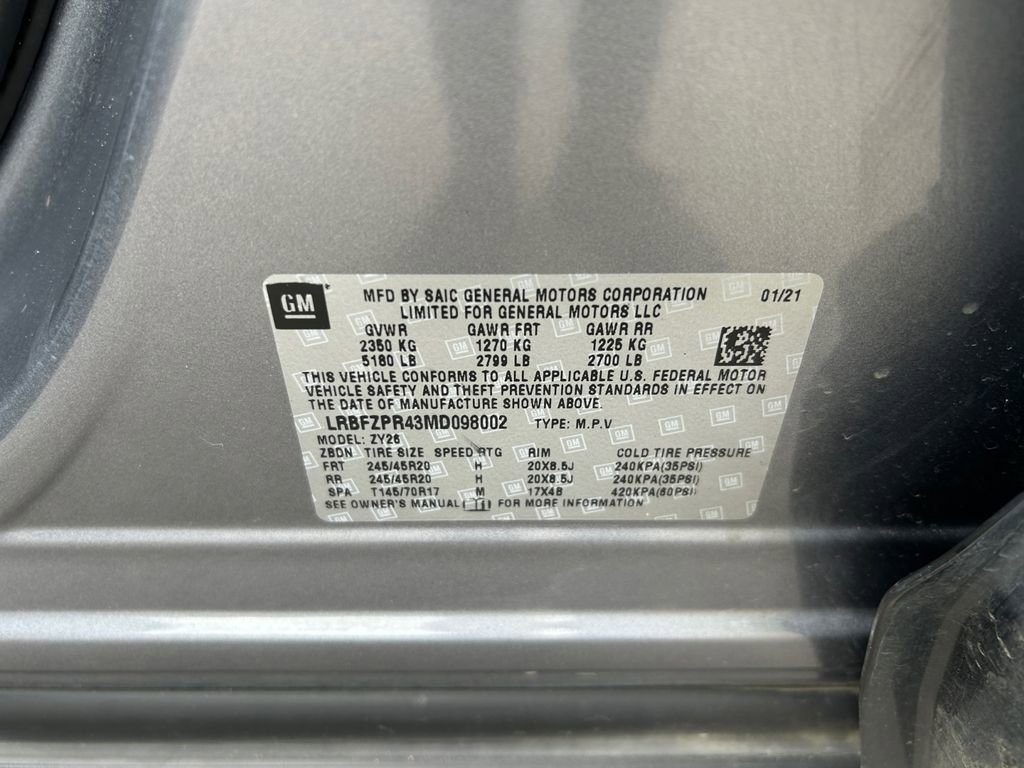 GM
MFD BY SAIC GENERAL MOTORS CORPORATION 01/21
LIMITED FOR GENERAL MOTORS LLC
GVWR GAWR FRT GAWR RR
2350 KG 1270 KG 1225 KG
5180 LB 2799 LB 2700 LB
THIS VEHICLE CONFORMS TO ALL APPLICABLE U.S. FEDERAL MOTOR
VEHICLE SAFETY AND THEFT PREVENTION STANDARDS IN EFFECT ON
THE DATE OF MANUFACTURE SHOWN ABOVE.
LRBFZPR43MD098002 TYPE: M.P.V
MODEL: ZY26
ZBDN TIRE SIZE SPEED RTG RIM COLD TIRE PRESSURE
FRT 245/45R20 H 20X8.5J 240KPA(35PSI)
RR 245/45R20 H 20X8.5J 240KPA(35PSI)
SPA T145/70R17 M 17X4B 420KPA(60PSI)
SEE OWNER'S MANUAL FOR MORE INFORMATION